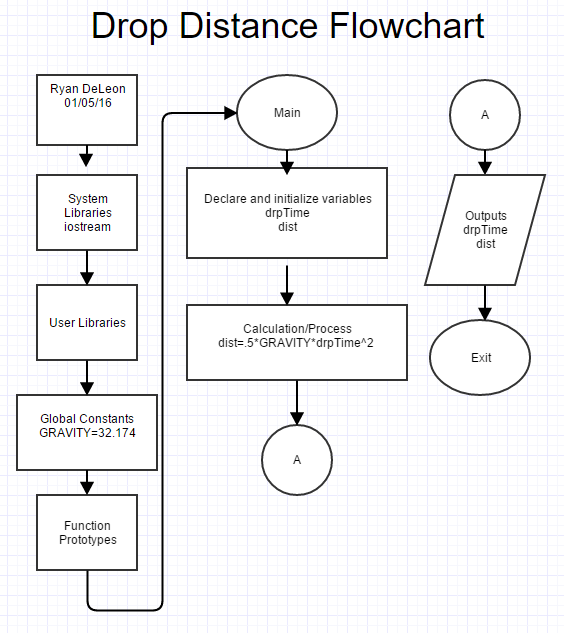 Drop Distance Flowchart
Ryan DeLeon
01/05/16
System
Libraries
iostream
User Libraries
Global Constants
GRAVITY=32.174
Function
Prototypes
Main
Declare and initialize variables
drpTime
dist
Calculation/Process
dist=.5*GRAVITY*drpTime^2
A
A
Outputs
drpTime
dist
Exit